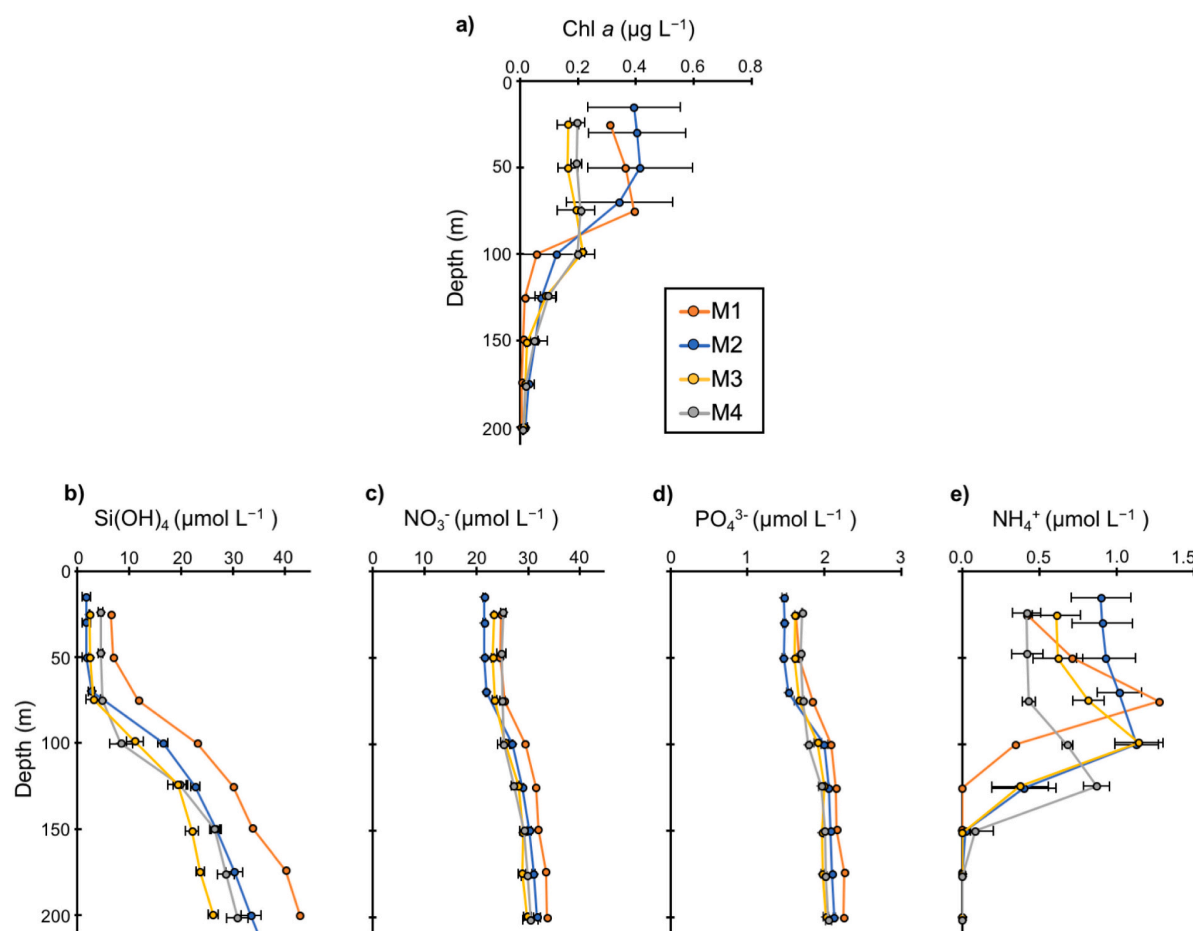 a)
Chl a (µg L⁻¹)
0.0 0.2 0.4 0.6 0.8
0
50
100
150
200
Depth (m)
M1
M2
M3
M4
b) c) d) e)
Si(OH)₄ (µmol L⁻¹) NO₃⁻ (µmol L⁻¹) PO₄³⁻ (µmol L⁻¹) NH₄⁺ (µmol L⁻¹)
0 10 20 30 40 0 10 20 30 40 0 1 2 3 0.0 0.5 1.0 1.5
0
50
100
150
200
Depth (m)